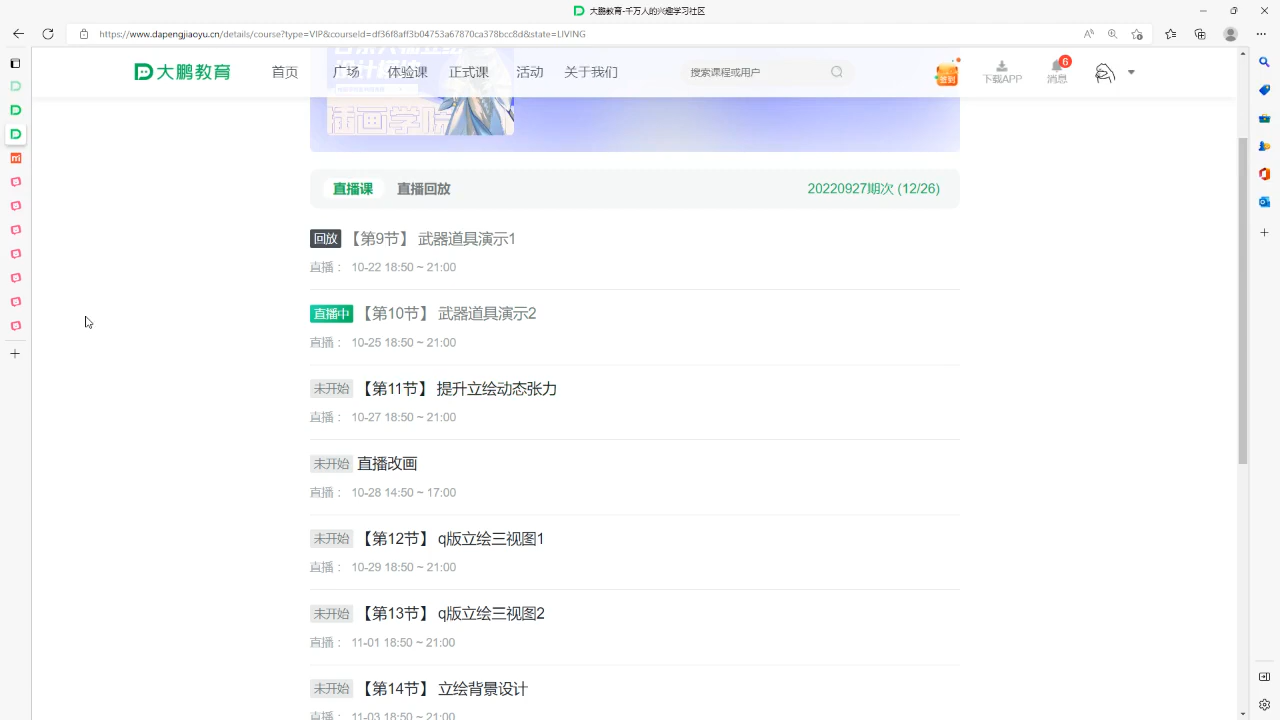 大鹏教育-千万人的兴趣学习社区
https://www.dapengjiaoyu.cn/details/course?type=VIP&courseId=df36f8aff3b04753a67870ca378bcc8d&state=LIVING
大鹏教育
首页
广场
体验课
正式课
活动
关于我们
搜索课程或用户
签到
下载APP
6
消息
插画学院
直播课
直播回放
20220927期次 (12/26)
回放 【第9节】 武器道具演示1
直播： 10-22 18:50 ~ 21:00
直播中 【第10节】 武器道具演示2
直播： 10-25 18:50 ~ 21:00
未开始 【第11节】 提升立绘动态张力
直播： 10-27 18:50 ~ 21:00
未开始 直播改画
直播： 10-28 14:50 ~ 17:00
未开始 【第12节】 q版立绘三视图1
直播： 10-29 18:50 ~ 21:00
未开始 【第13节】 q版立绘三视图2
直播： 11-01 18:50 ~ 21:00
未开始 【第14节】 立绘背景设计
直播： 11-03 18:50 ~ 21:00